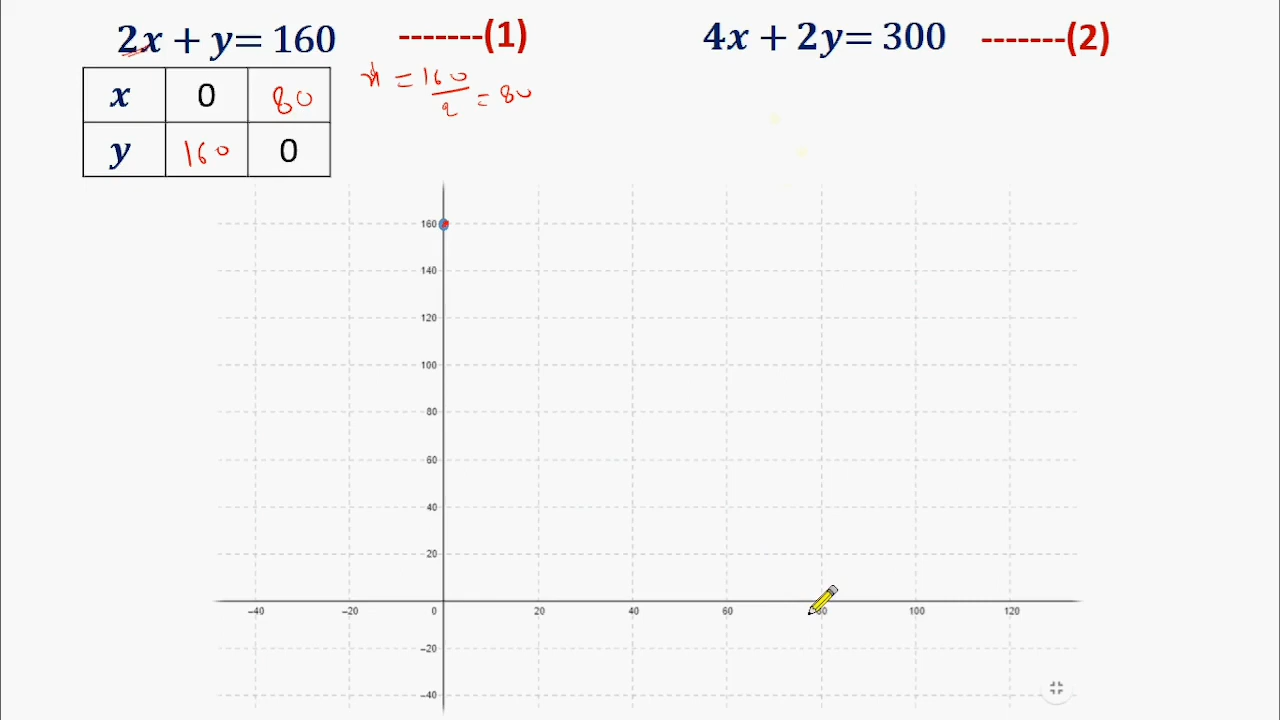 2x + y= 160 -------(1) 4x + 2y= 300 -------(2)
x 0 80 x = 160/2 = 80
y 160 0
160
140
120
100
80
60
40
20
-40 -20 0 20 40 60 80 100 120
-20
-40